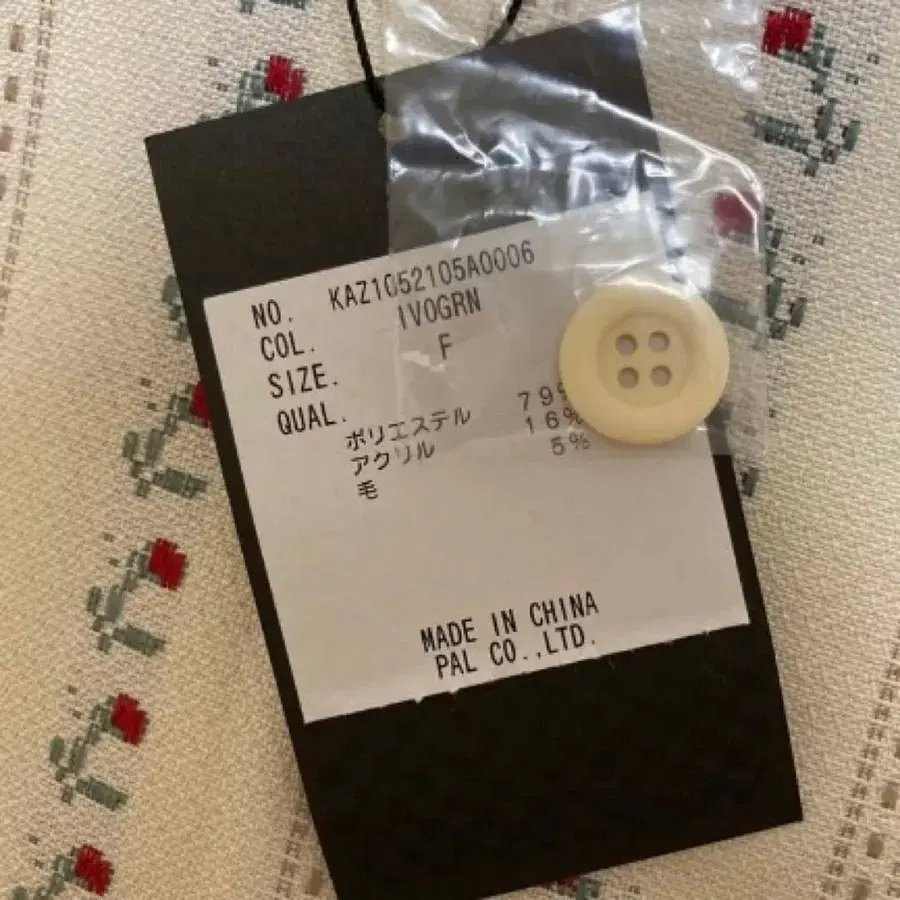 NO. KAZ1052105A0006
COL. IVOGRN
SIZE. F
QUAL.
ポリエステル 79%
アクリル 16%
毛 5%
MADE IN CHINA
PAL CO.,LTD.